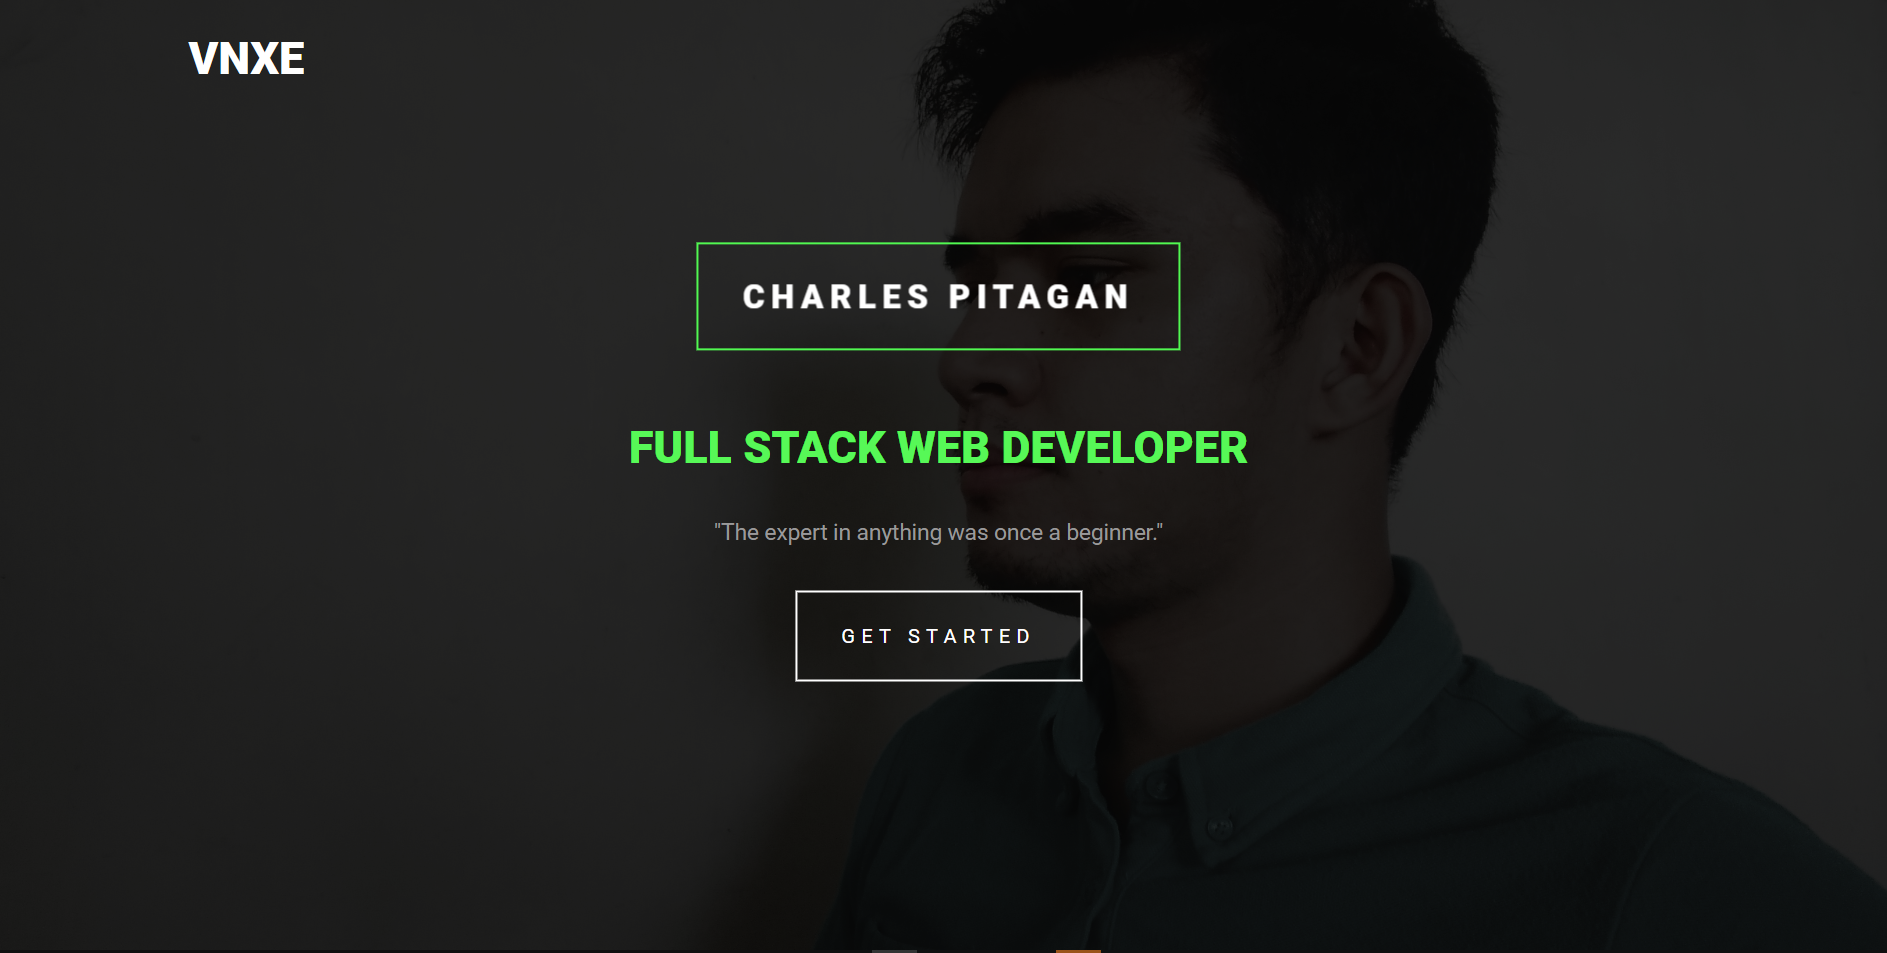 VNXE
CHARLES PITAGAN
FULL STACK WEB DEVELOPER
"The expert in anything was once a beginner."
GET STARTED